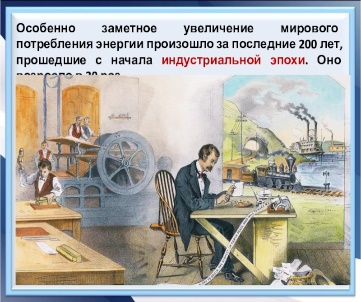 Особенно заметное увеличение мирового
потребления энергии произошло за последние 200 лет,
прошедшие с начала индустриальной эпохи. Оно